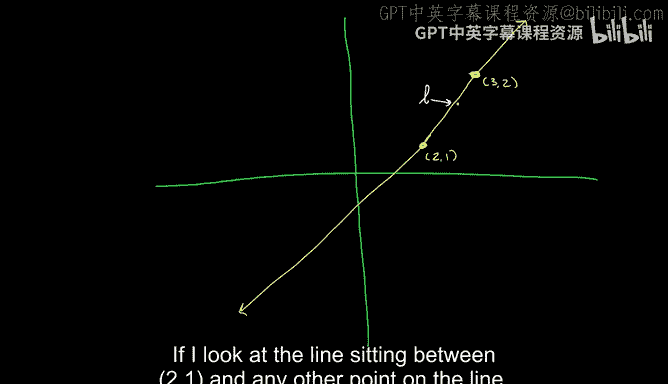 GPT中英字幕课程资源@bilibili.com
GPT中英字幕课程资源 bilibili
(3,2)
l
(2,1)
If I look at the line sitting between
(2,1) and any other point on the line,